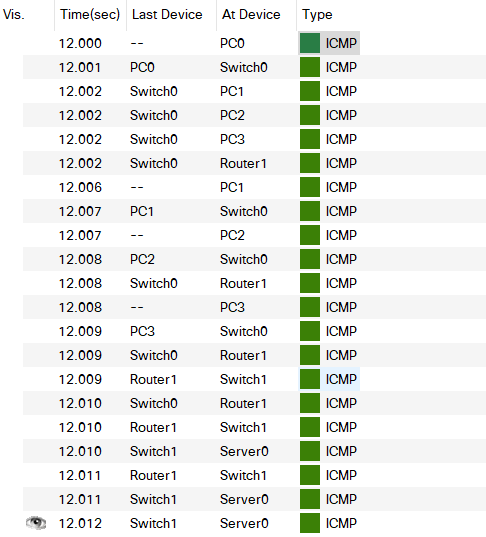 Vis. Time(sec) Last Device At Device Type
12.000 -- PC0 ICMP
12.001 PC0 Switch0 ICMP
12.002 Switch0 PC1 ICMP
12.002 Switch0 PC2 ICMP
12.002 Switch0 PC3 ICMP
12.002 Switch0 Router1 ICMP
12.006 -- PC1 ICMP
12.007 PC1 Switch0 ICMP
12.007 -- PC2 ICMP
12.008 PC2 Switch0 ICMP
12.008 Switch0 Router1 ICMP
12.008 -- PC3 ICMP
12.009 PC3 Switch0 ICMP
12.009 Switch0 Router1 ICMP
12.009 Router1 Switch1 ICMP
12.010 Switch0 Router1 ICMP
12.010 Router1 Switch1 ICMP
12.010 Switch1 Server0 ICMP
12.011 Router1 Switch1 ICMP
12.011 Switch1 Server0 ICMP
12.012 Switch1 Server0 ICMP